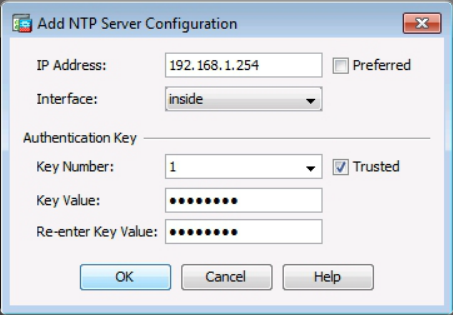 Add NTP Server Configuration
IP Address: 192.168.1.254 Preferred
Interface: inside
Authentication Key
Key Number: 1 Trusted
Key Value: ••••••••
Re-enter Key Value: ••••••••
OK Cancel Help